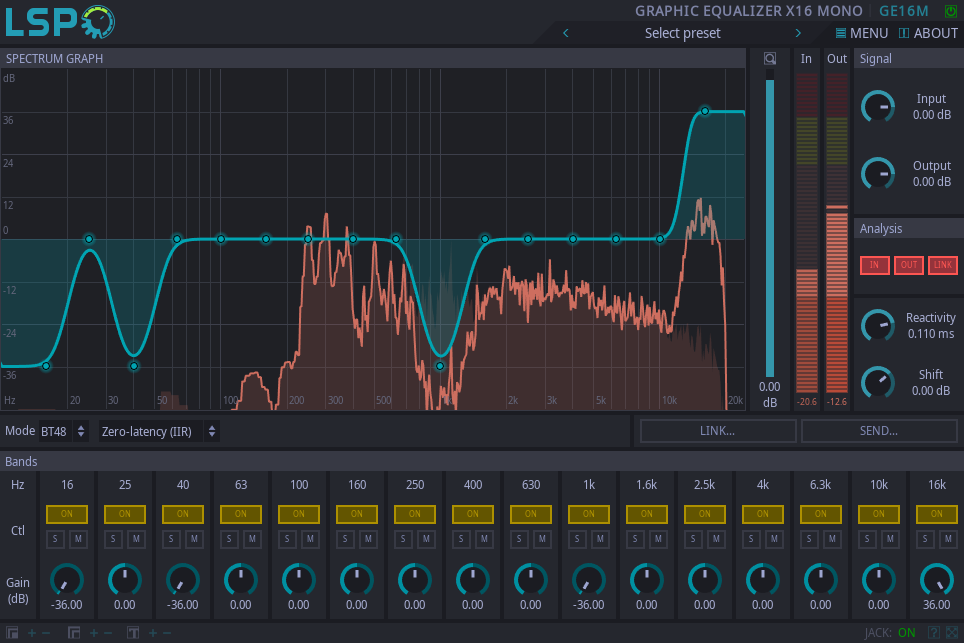 LSP
GRAPHIC EQUALIZER X16 MONO GE16M
Select preset
MENU ABOUT
SPECTRUM GRAPH
In Out
Signal
dB
36
24
12
0
-12
-24
-36
Hz 20 30 50 100 200 300 500 1k 2k 3k 5k 10k 20k
0.00
dB
-20.6 -12.6
Input
0.00 dB
Output
0.00 dB
Analysis
IN OUT LINK
Reactivity
0.110 ms
Shift
0.00 dB
Mode BT48 Zero-latency (IIR)
LINK... SEND...
Bands
Hz 16 25 40 63 100 160 250 400 630 1k 1.6k 2.5k 4k 6.3k 10k 16k
Ctl
ON ON ON ON ON ON ON ON ON ON ON ON ON ON ON ON
S M S M S M S M S M S M S M S M S M S M S M S M S M S M S M S M
Gain
(dB)
-36.00 0.00 -36.00 0.00 0.00 0.00 0.00 0.00 0.00 -36.00 0.00 0.00 0.00 0.00 0.00 36.00
JACK: ON